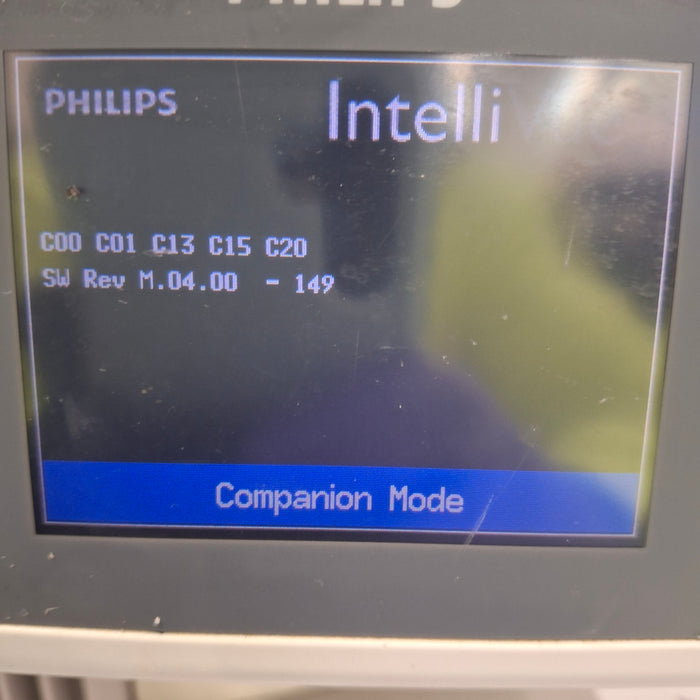 PHILIPS
Intelli
C00 C01 C13 C15 C20
SW Rev M.04.00 - 149
Companion Mode